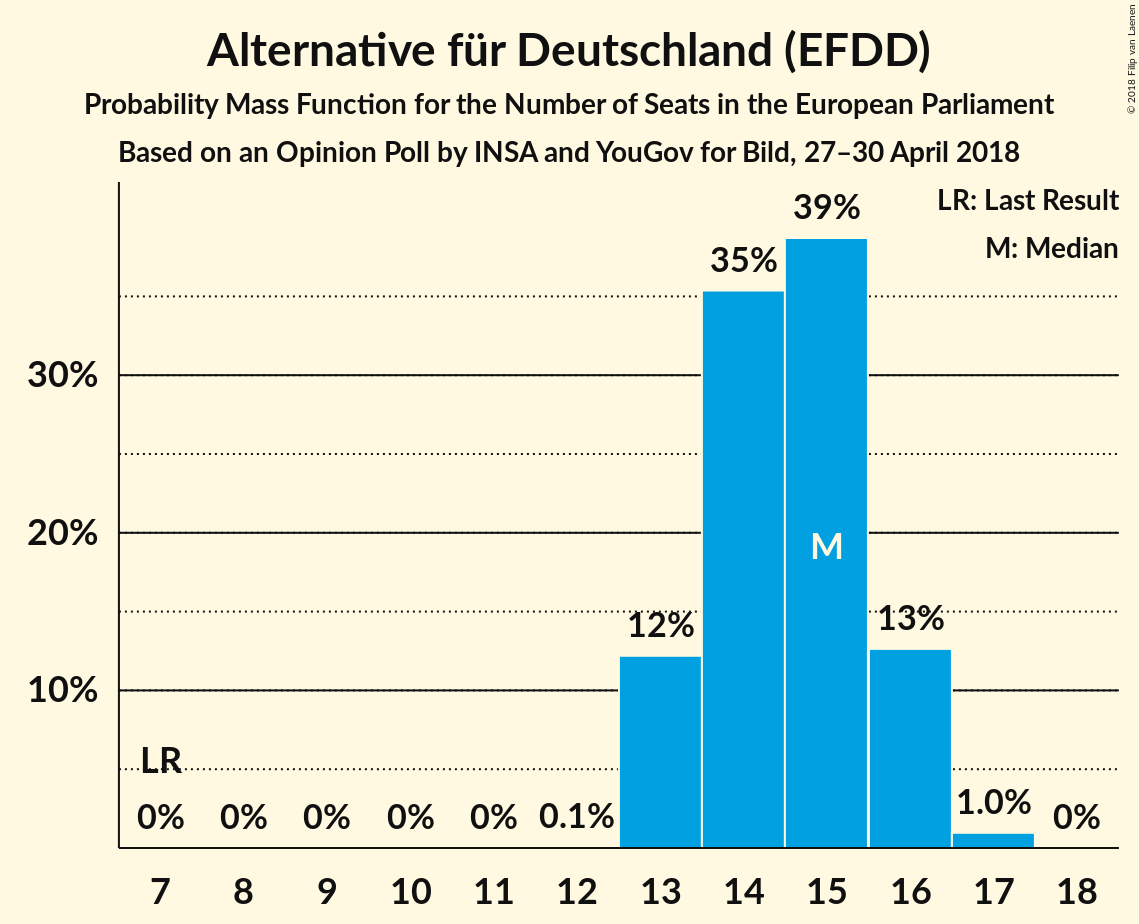 Alternative für Deutschland (EFDD)
Probability Mass Function for the Number of Seats in the European Parliament
Based on an Opinion Poll by INSA and YouGov for Bild, 27–30 April 2018
© 2018 Filip van Laenen
LR: Last Result
M: Median
39%
35%
30%
20%
M
12%
13%
10%
LR
0% 0% 0% 0% 0% 0.1% 1.0% 0%
7 8 9 10 11 12 13 14 15 16 17 18